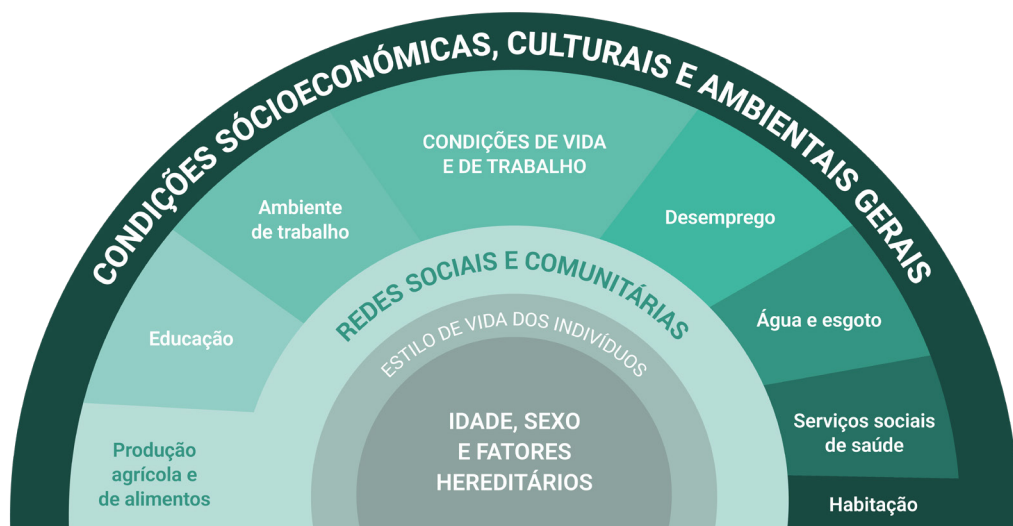 CONDIÇÕES SÓCIOECONÓMICAS, CULTURAIS E AMBIENTAIS GERAIS
CONDIÇÕES DE VIDA
E DE TRABALHO
Ambiente
de trabalho
Desemprego
Educação
Água e esgoto
Produção
agrícola e
de alimentos
Serviços sociais
de saúde
Habitação
REDES SOCIAIS E COMUNITÁRIAS
ESTILO DE VIDA DOS INDIVÍDUOS
IDADE, SEXO
E FATORES
HEREDITÁRIOS